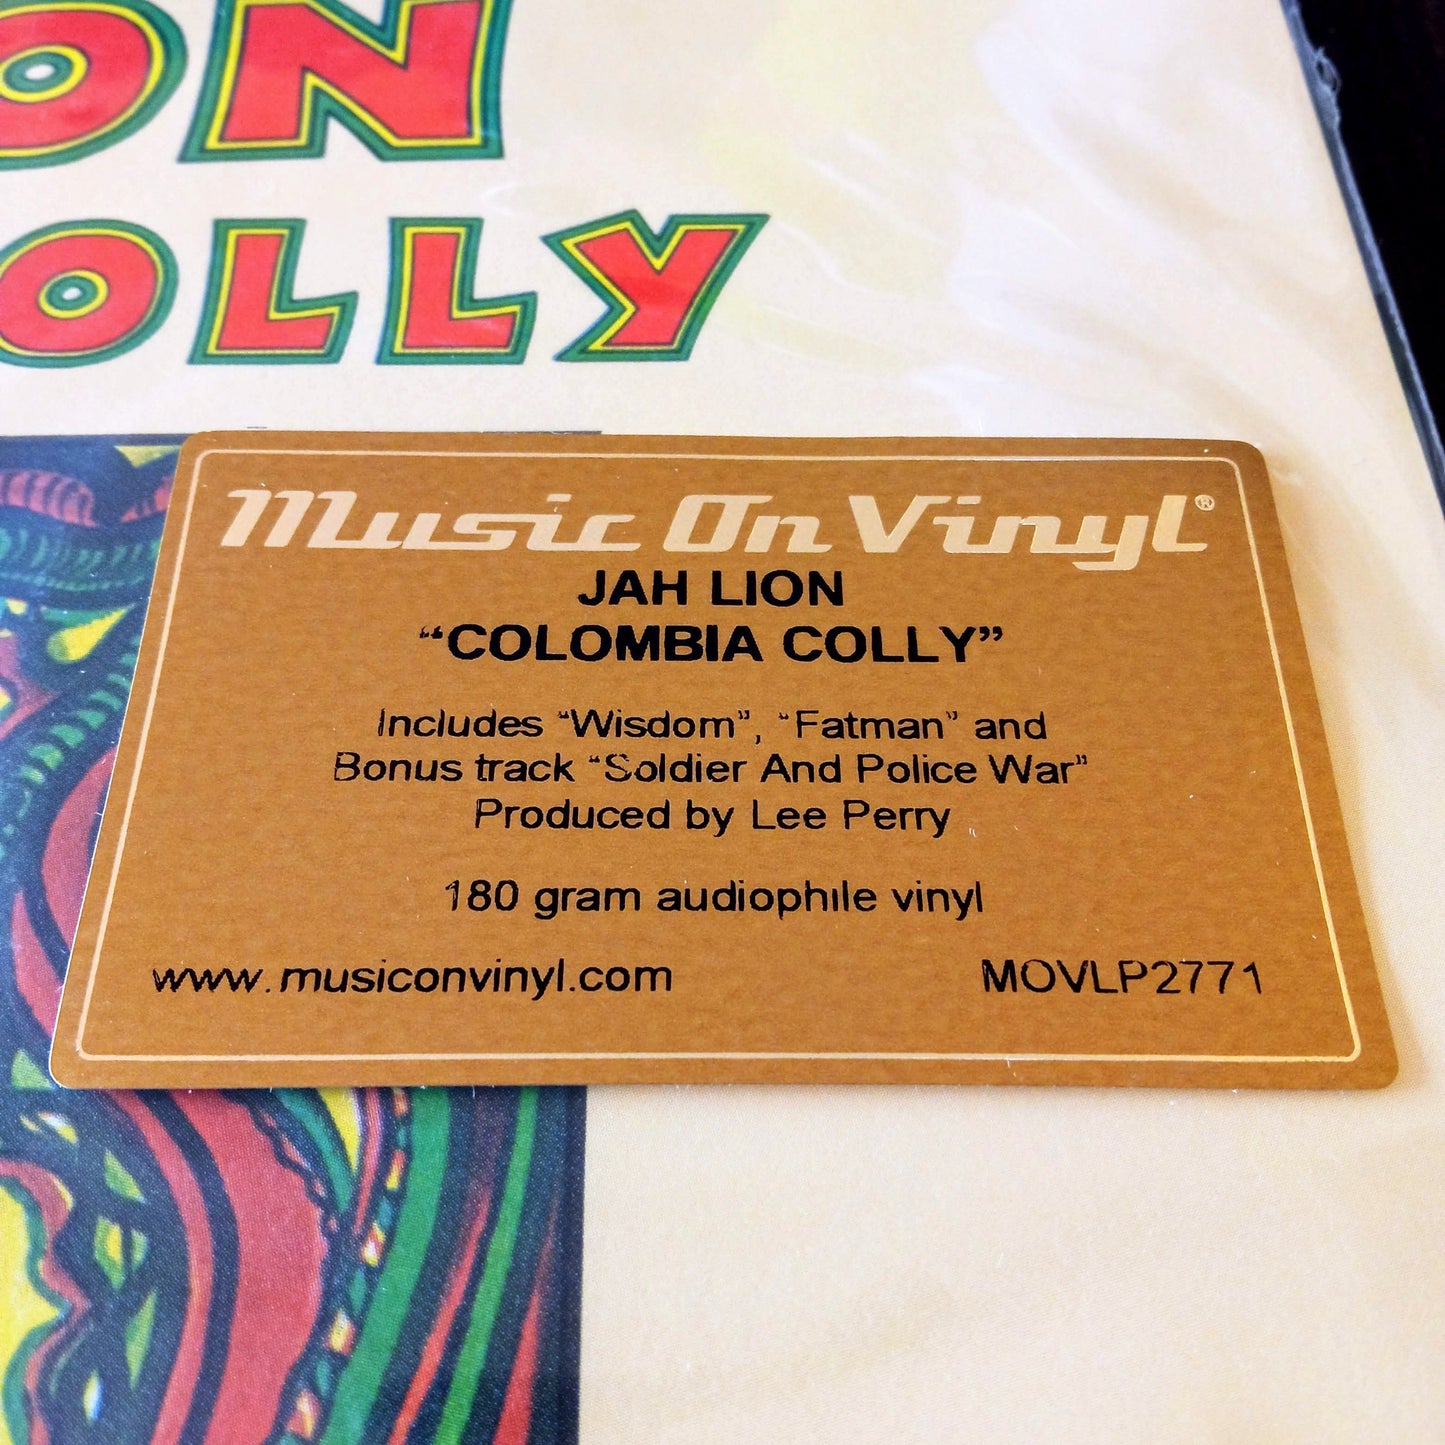 ON
OLLY
Music On Vinyl®
JAH LION
“COLOMBIA COLLY”
Includes “Wisdom”, “Fatman” and
Bonus track “Soldier And Police War”
Produced by Lee Perry
180 gram audiophile vinyl
www.musiconvinyl.com MOVLP2771